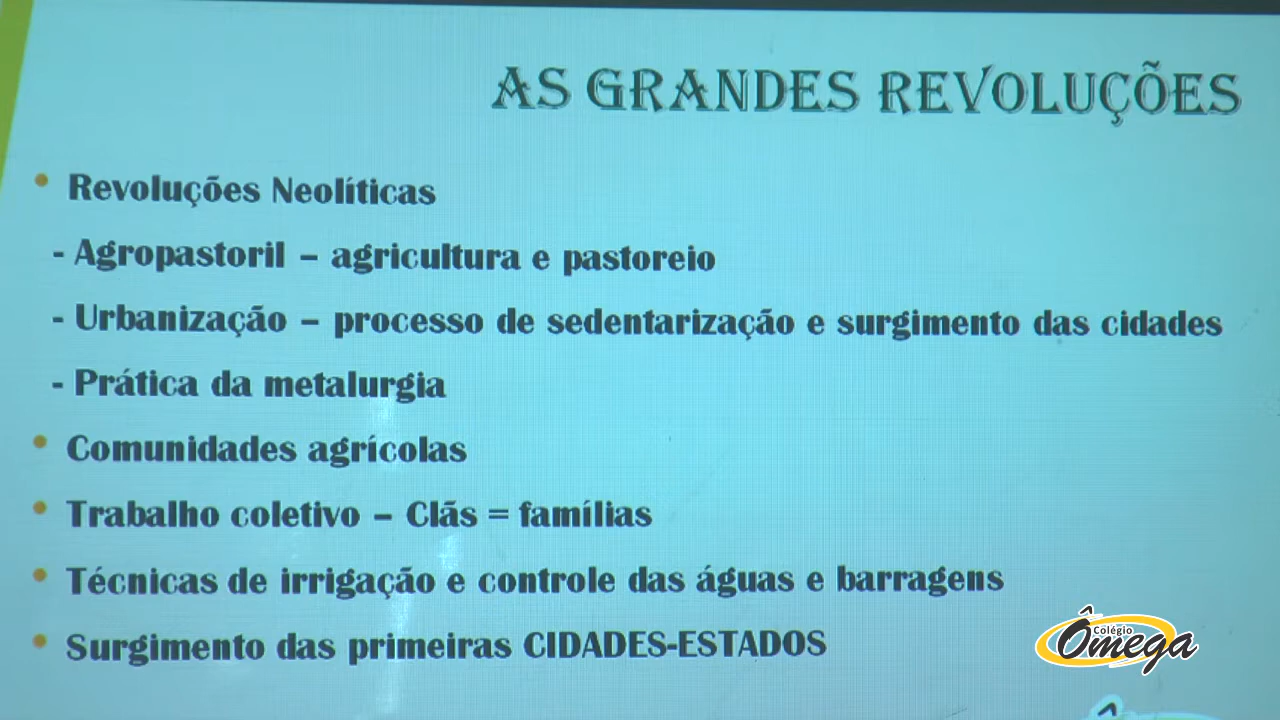 AS GRANDES REVOLUÇÕES
• Revoluções Neolíticas
- Agropastoril – agricultura e pastoreio
- Urbanização – processo de sedentarização e surgimento das cidades
- Prática da metalurgia
• Comunidades agrícolas
• Trabalho coletivo – Clãs = famílias
• Técnicas de irrigação e controle das águas e barragens
• Surgimento das primeiras CIDADES-ESTADOS
Colégio
Ômega